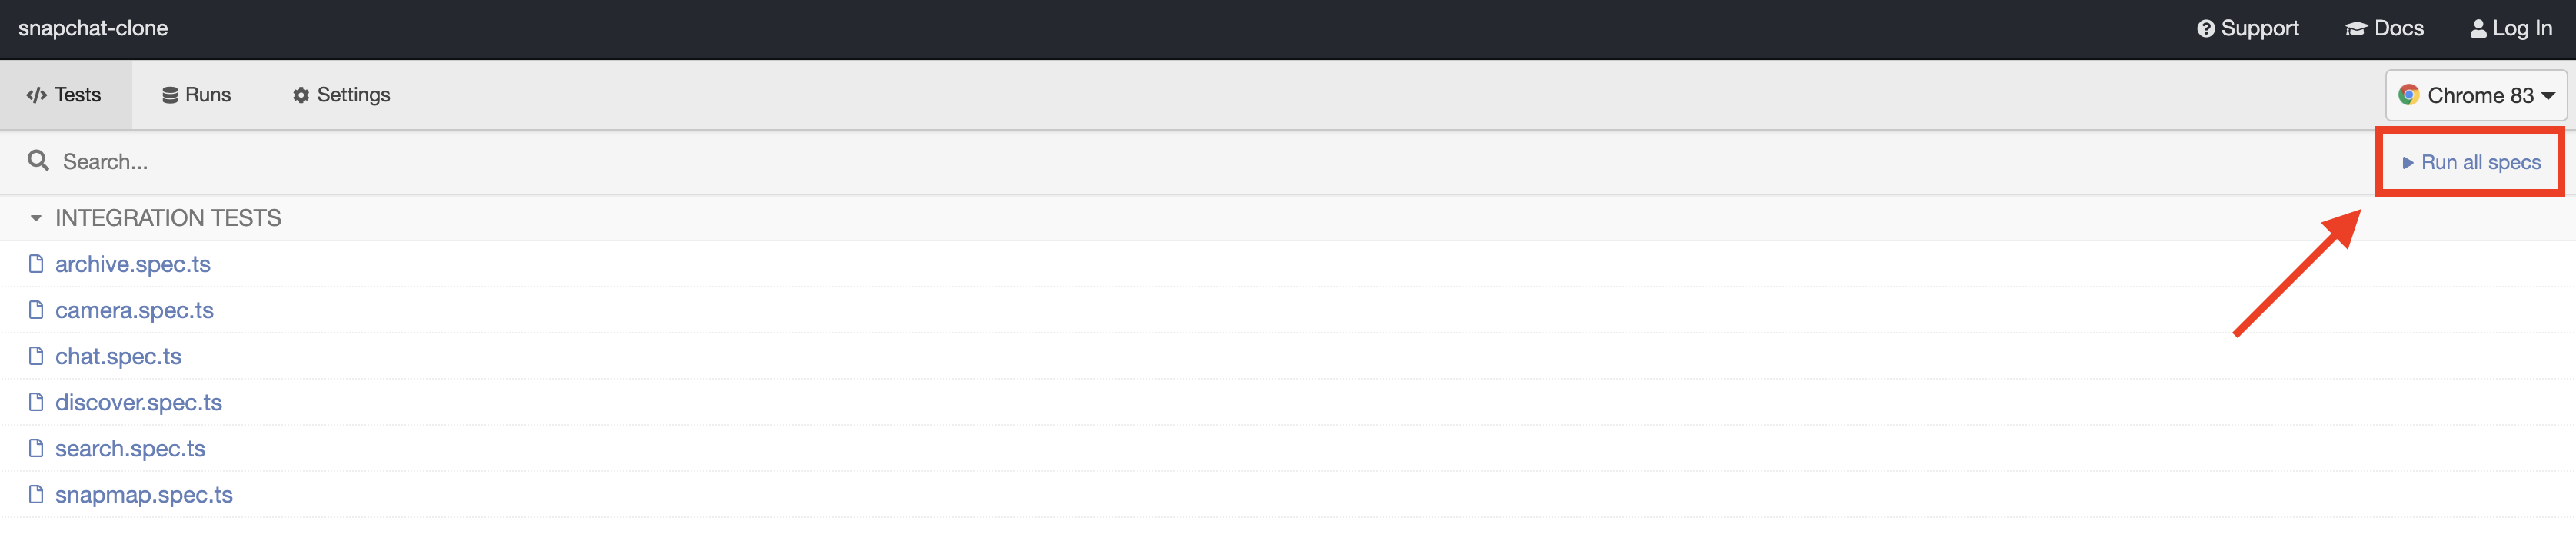 snapchat-clone Support Docs Log In
Tests Runs Settings Chrome 83
Search... Run all specs
INTEGRATION TESTS
archive.spec.ts
camera.spec.ts
chat.spec.ts
discover.spec.ts
search.spec.ts
snapmap.spec.ts